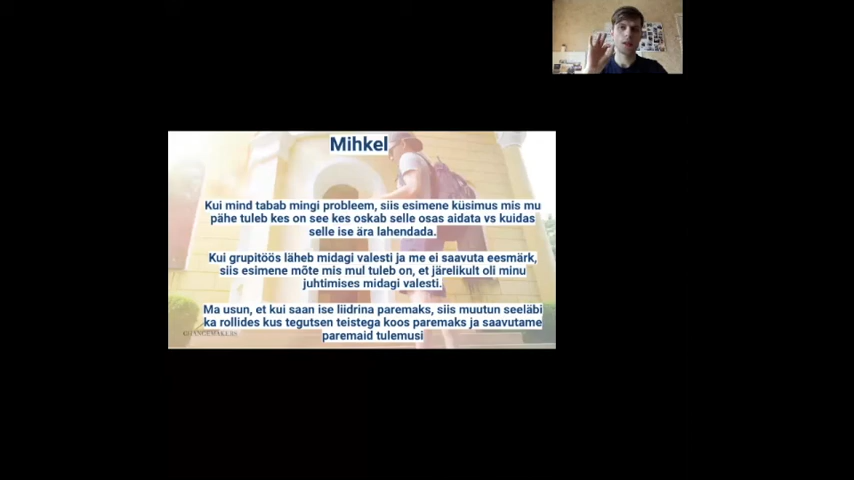 Mihkel
Kui mind tabab mingi probleem, siis esimene küsimus mis mu
pähe tuleb kes on see kes oskab selle osas aidata vs kuidas
selle ise ära lahendada.
Kui grupitöös läheb midagi valesti ja me ei saavuta eesmärk,
siis esimene mõte mis mul tuleb on, et järelikult oli minu
juhtimises midagi valesti.
Ma usun, et kui saan ise liidrina paremaks, siis muutun seeläbi
ka rollides kus tegutsen teistega koos paremaks ja saavutame
paremaid tulemusi
CHANGEMAKERS